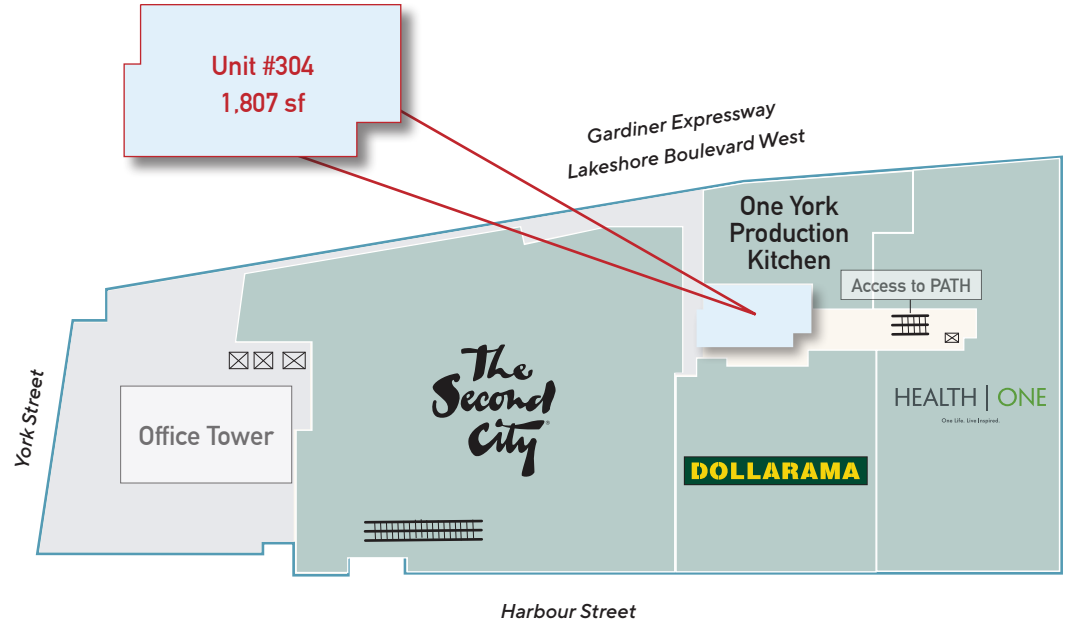 Unit #304
1,807 sf
Gardiner Expressway
Lakeshore Boulevard West
One York
Production
Kitchen
Access to PATH
York Street
Office Tower
The
Second
City®
HEALTH | ONE
One Life. Live Inspired.
DOLLARAMA
Harbour Street